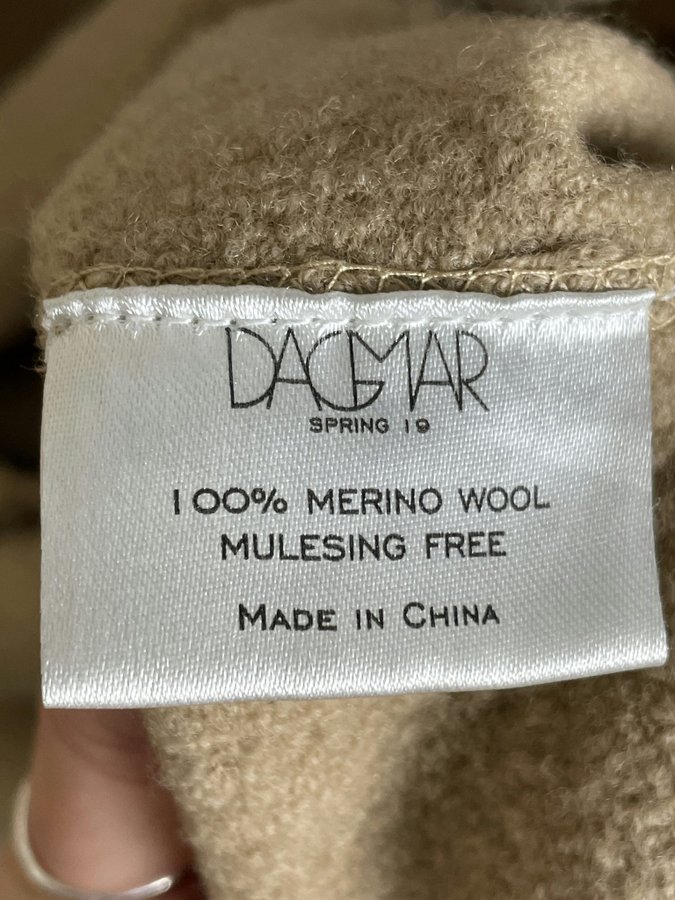 DAGMAR
SPRING 19
100% MERINO WOOL
MULESING FREE
MADE IN CHINA